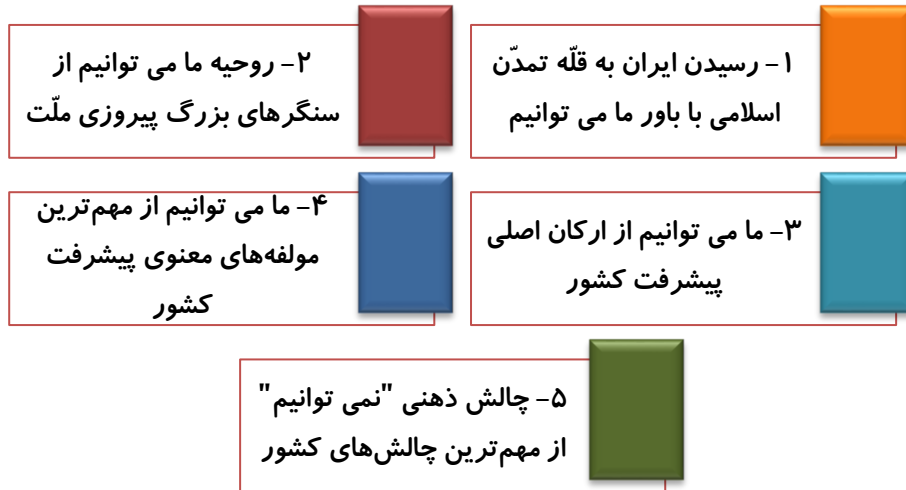 ۱- رسیدن ایران به قلّه تمدّن
اسلامی با باور ما می توانیم
۲- روحیه ما می توانیم از
سنگرهای بزرگ پیروزی ملّت
۳- ما می توانیم از ارکان اصلی
پیشرفت کشور
۴- ما می توانیم از مهم‌ترین
مولفه‌های معنوی پیشرفت
کشور
۵- چالش ذهنی "نمی توانیم"
از مهم‌ترین چالش‌های کشور